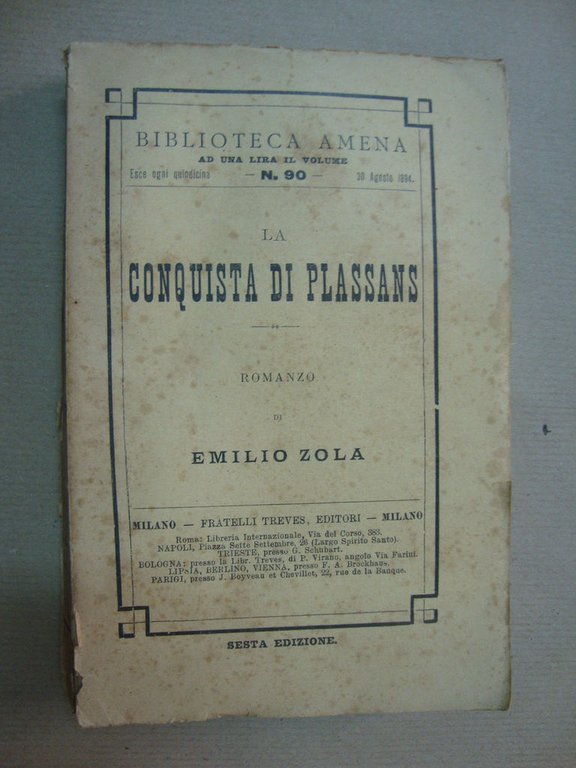 BIBLIOTECA AMENA
AD UNA LIRA IL VOLUME
Esce ogni quindicina — N. 90 — 30 Agosto 1894.
LA
CONQUISTA DI PLASSANS
ROMANZO
DI
EMILIO ZOLA
MILANO — FRATELLI TREVES, EDITORI — MILANO
Roma: Libreria Internazionale, Via del Corso, 383.
NAPOLI, Piazza Sette Settembre, 26 (Largo Spirito Santo).
TRIESTE, presso G. Schubart.
BOLOGNA: presso la Libr. Treves, di P. Virano, angolo Via Farini.
LIPSIA, BERLINO, VIENNA, presso F. A. Brockhaus.
PARIGI, presso J. Boyveau et Chevillet, 22, rue de la Banque.
SESTA EDIZIONE.